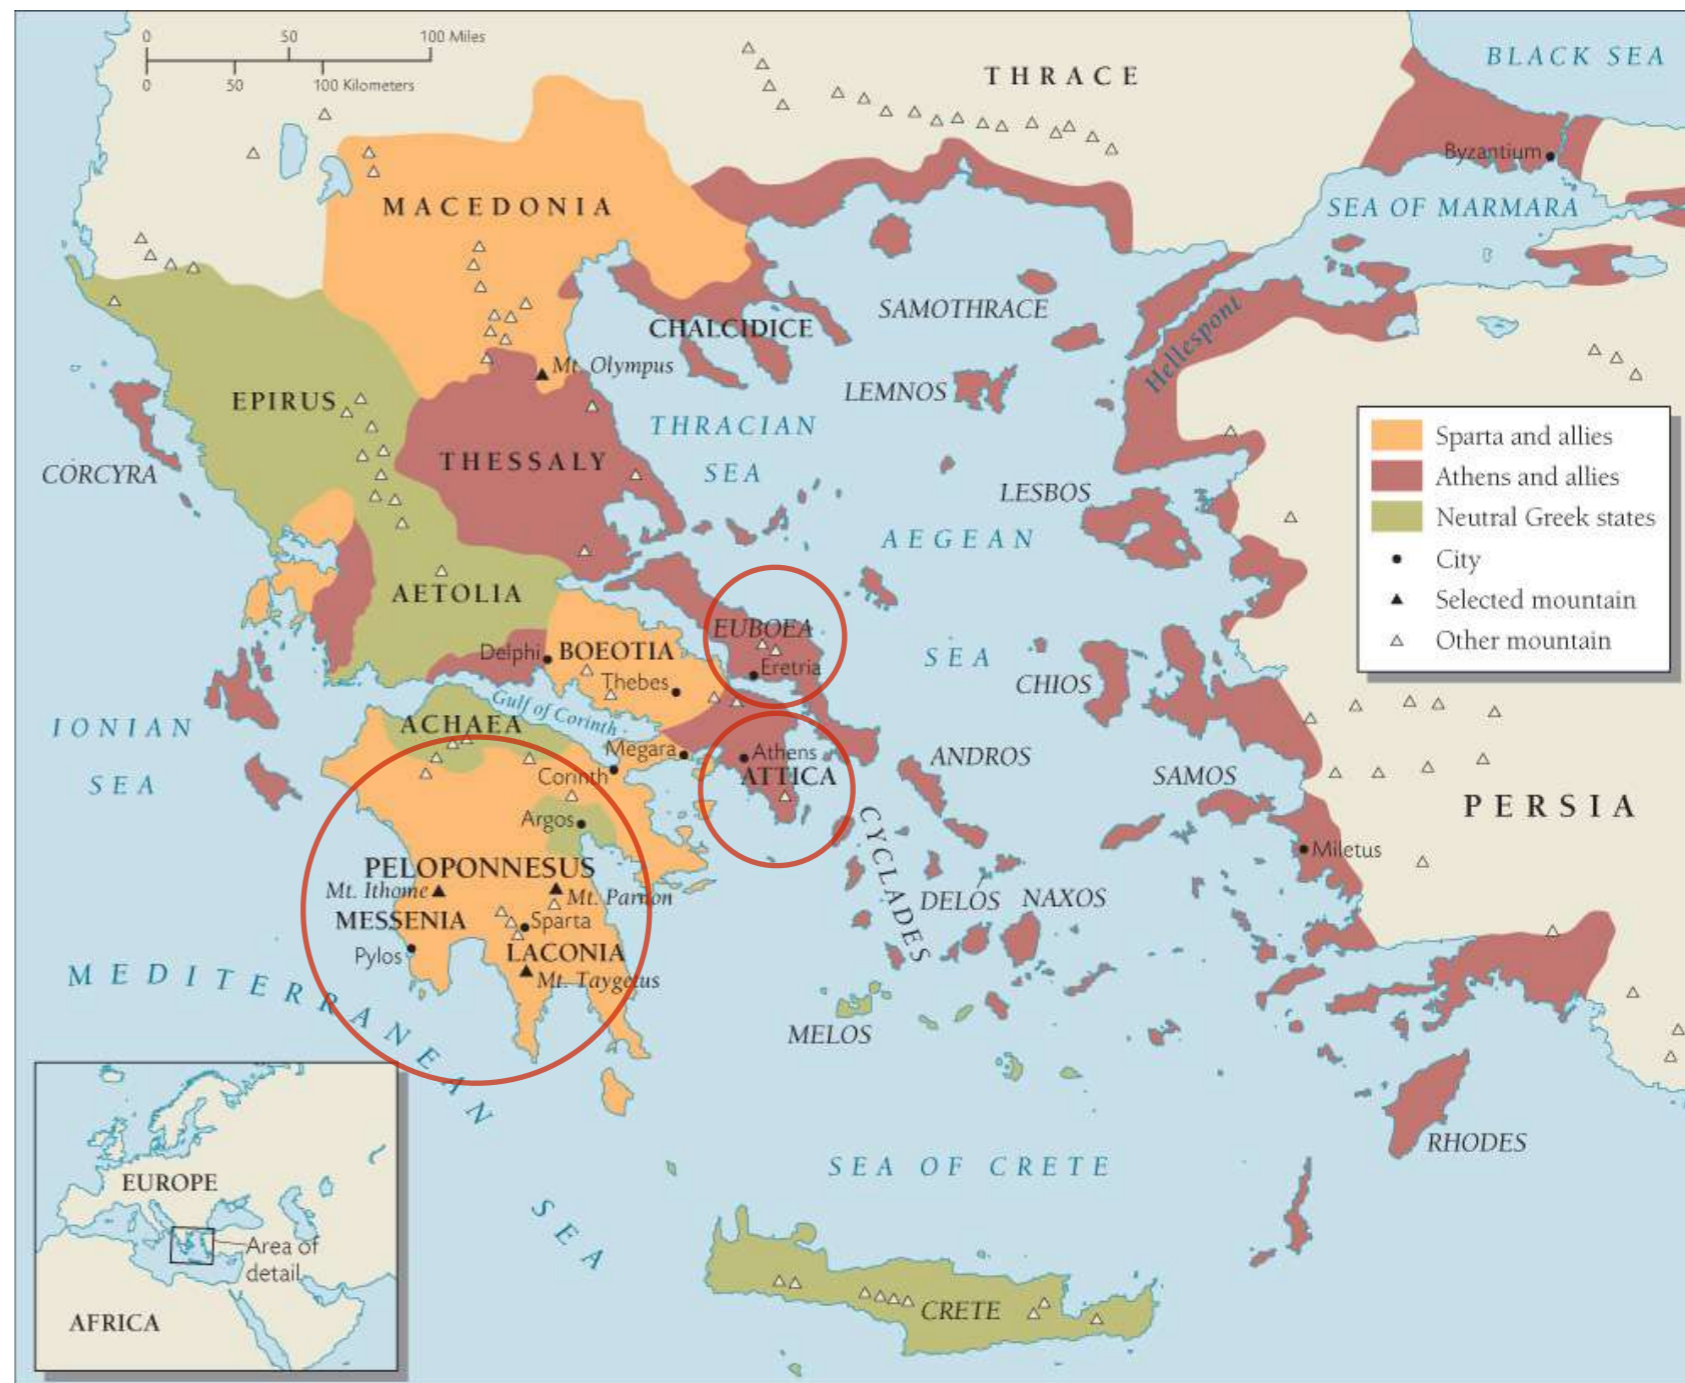 0 50 100 Miles
0 50 100 Kilometers
BLACK SEA
THRACE
Byzantium
MACEDONIA
SEA OF MARMARA
SAMOTHRACE
CHALCIDICE
Hellespont
Mt. Olympus
LEMNOS
EPIRUS
THRACIAN
SEA
THESSALY
CORCYRA
LESBOS
AEGEAN
SEA
Sparta and allies
Athens and allies
Neutral Greek states
City
Selected mountain
Other mountain
AETOLIA
EUBOEA
Delphi
BOEOTIA
Eretria
Thebes
CHIOS
Gulf of Corinth
IONIAN
SEA
ACHAEA
Megara
Athens
ANDROS
Corinth
ATTICA
SAMOS
PERSIA
Argos
CYCLADES
Miletus
PELOPONNESUS
Mt. Ithome
Mt. Parnon
DELOS
NAXOS
MESSENIA
Sparta
Pylos
LACONIA
Mt. Taygetus
MEDITERRANEAN
SEA
MELOS
RHODES
SEA OF CRETE
EUROPE
Area of
detail
AFRICA
CRETE